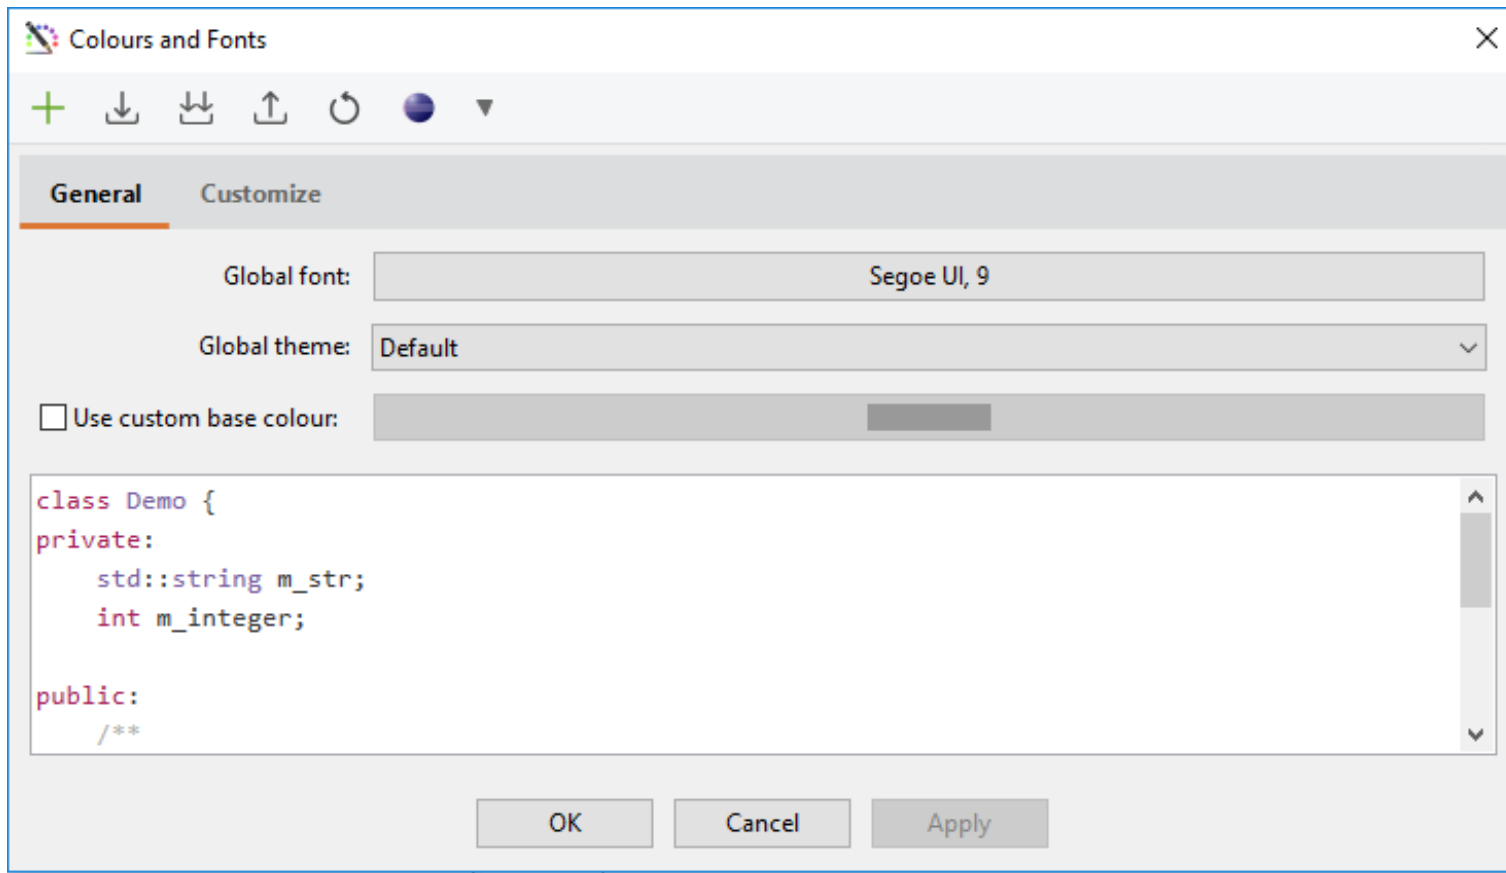 Colours and Fonts
General Customize
Global font: Segoe UI, 9
Global theme: Default
Use custom base colour:
class Demo {
private:
    std::string m_str;
    int m_integer;
public:
    /**
OK Cancel Apply